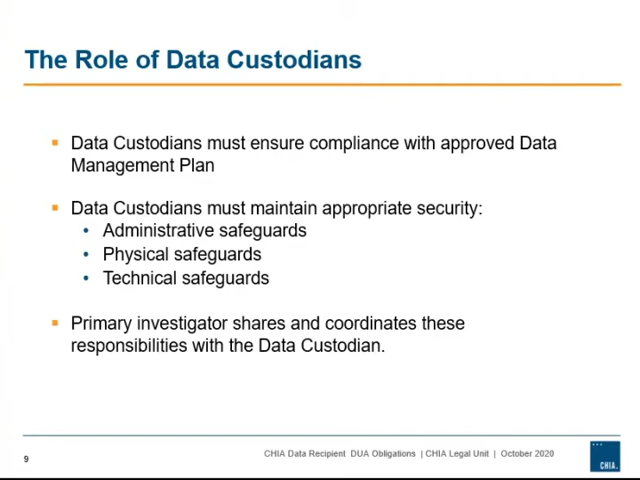 The Role of Data Custodians
▪ Data Custodians must ensure compliance with approved Data
Management Plan
▪ Data Custodians must maintain appropriate security:
• Administrative safeguards
• Physical safeguards
• Technical safeguards
▪ Primary investigator shares and coordinates these
responsibilities with the Data Custodian.
9
CHIA Data Recipient DUA Obligations | CHIA Legal Unit | October 2020
CHIA.